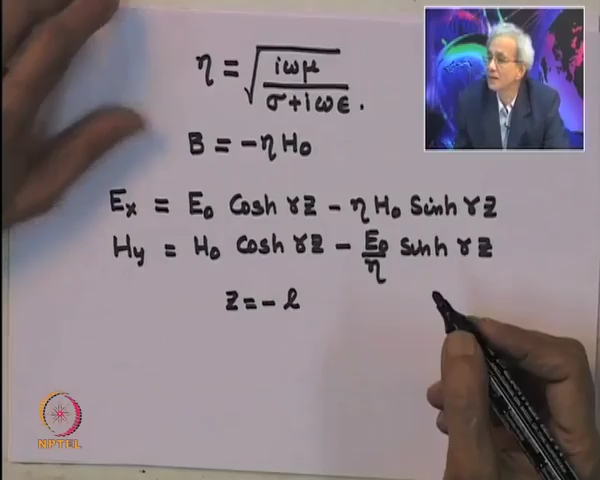 η = √(iωμ / σ+iωϵ).
B = -ηH₀
Eₓ = E₀ Cosh γz - ηH₀ Sinh γz
Hy = H₀ cosh γz - E₀/η sinh γz
z = -l
NPTEL